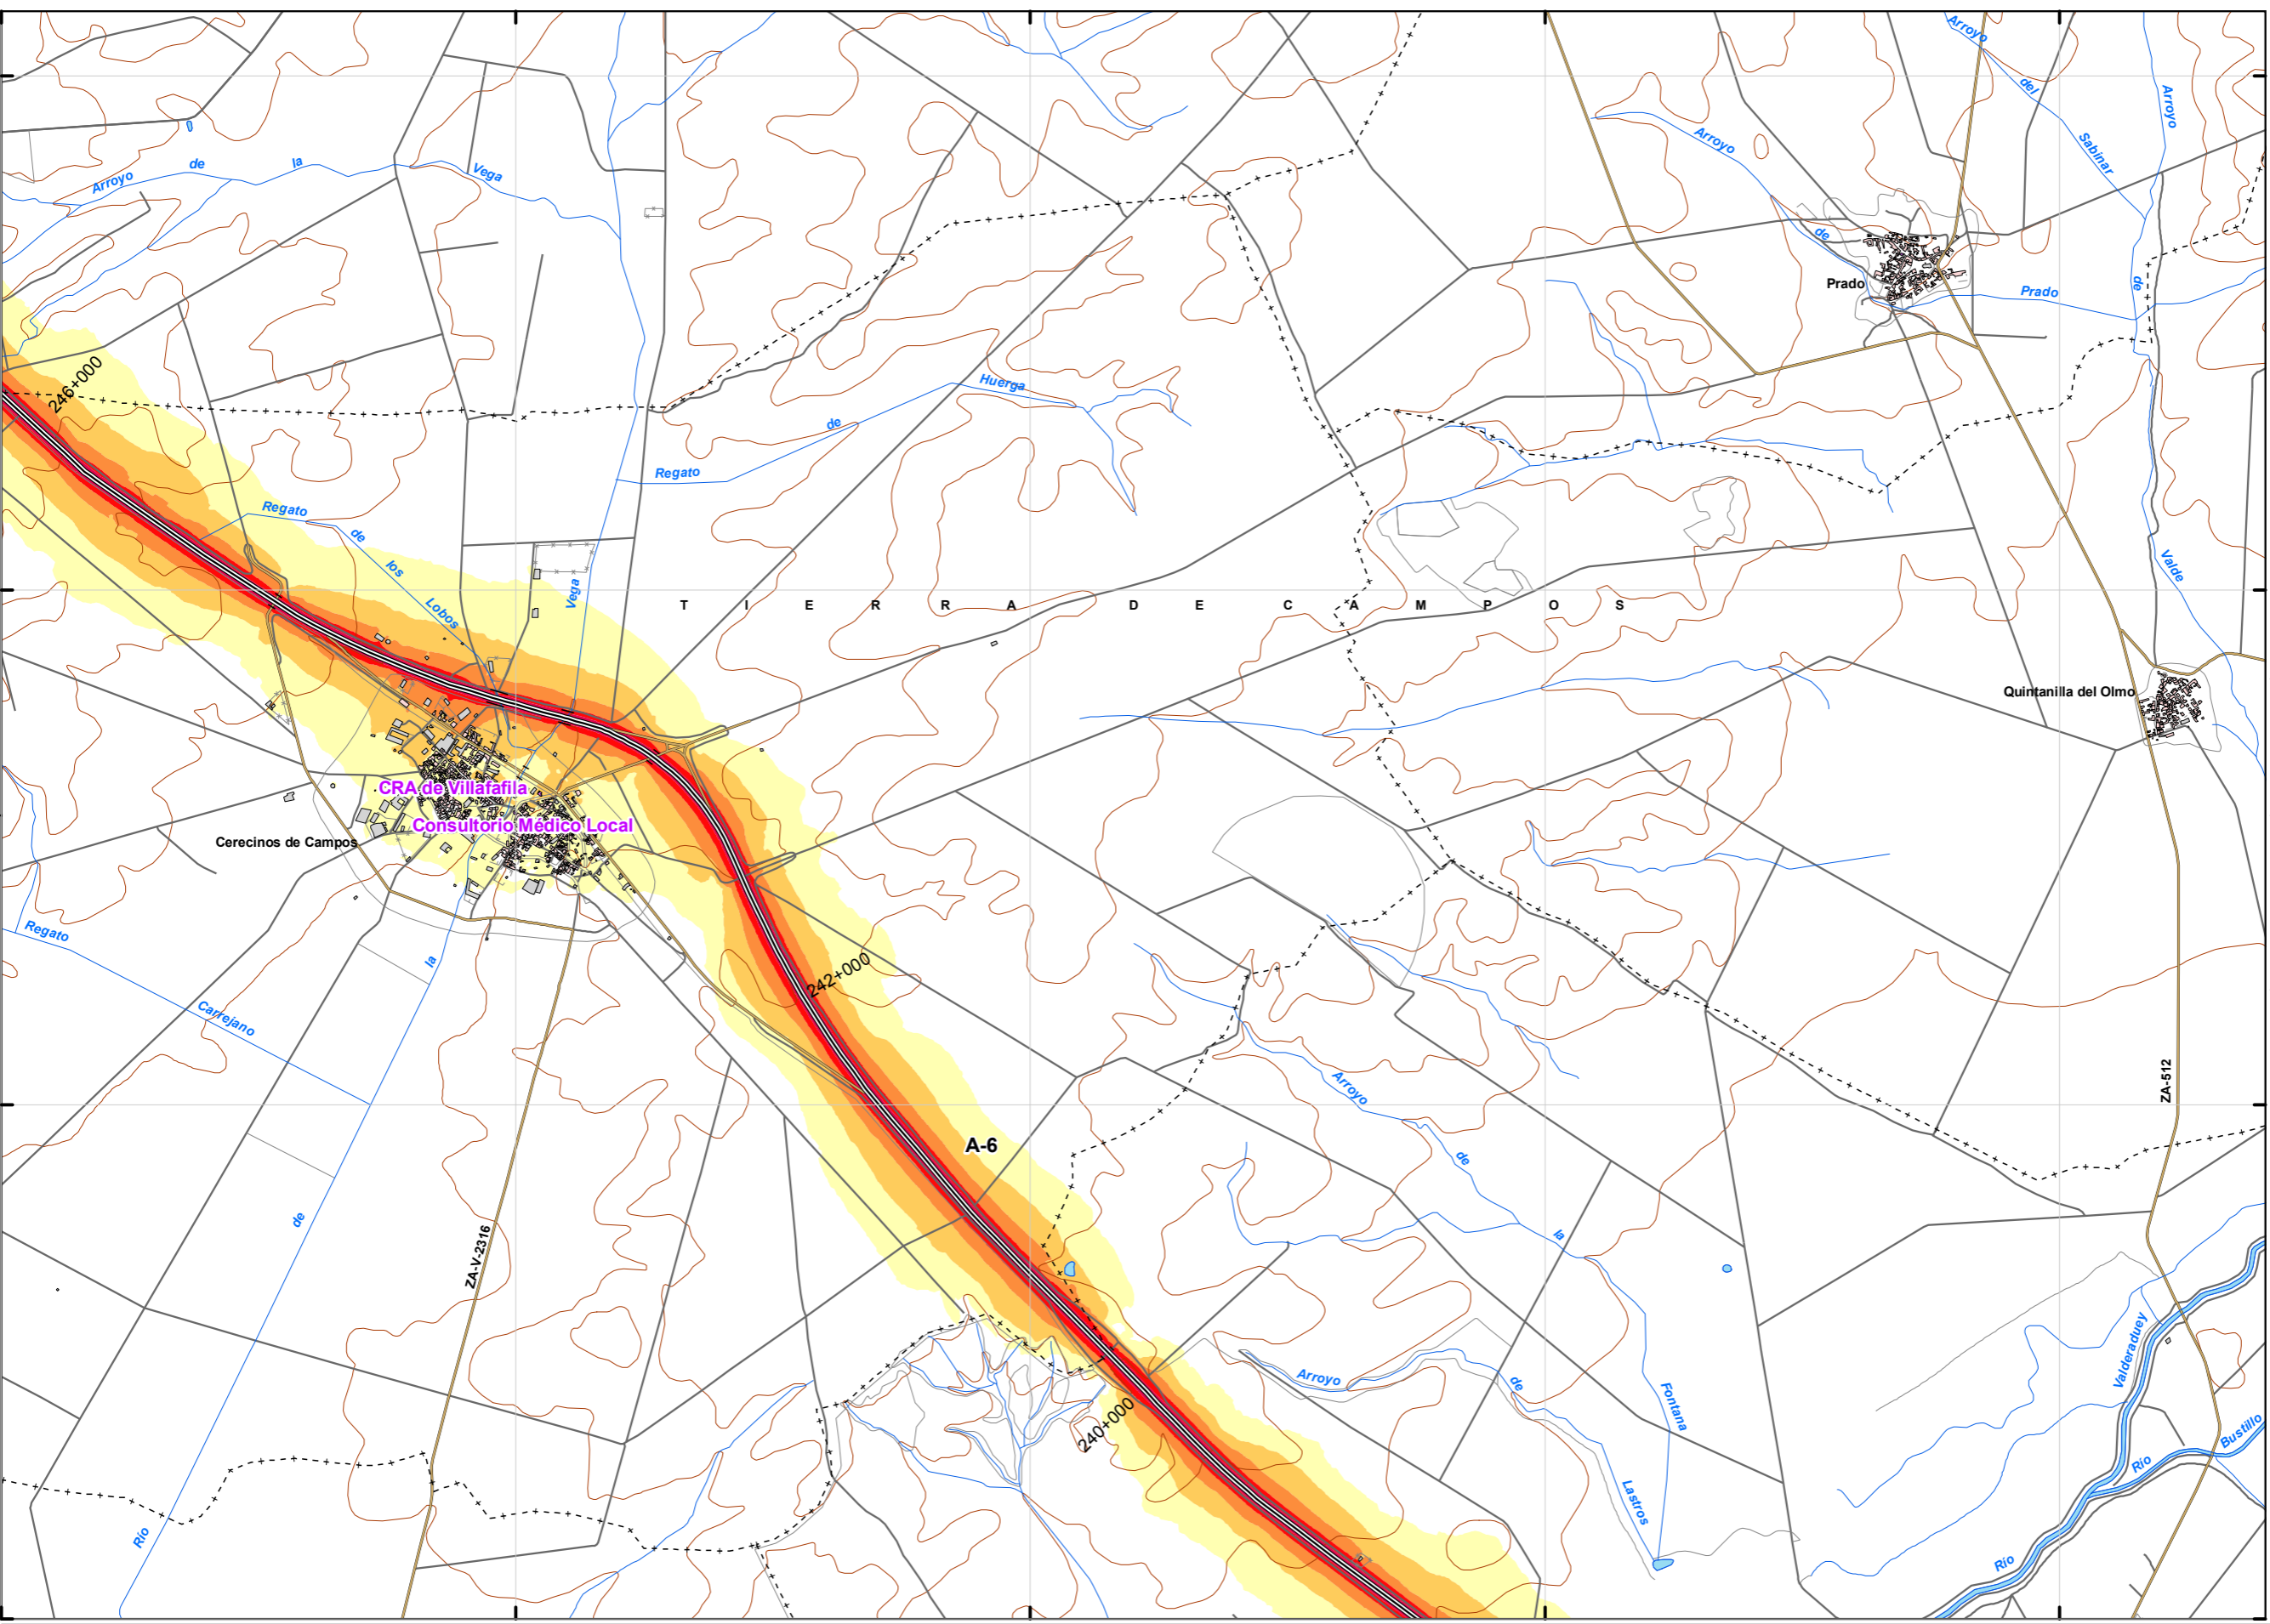 Arroyo
del
Sabinar
Arroyo
de
Valde
Arroyo
de
Prado
Prado
Arroyo de la Vega
246+000
Huerga
de
Regato
Regato de los Lobos
Vega
TIERRA DE CAMPOS
Quintanilla del Olmo
CRA de Villafáfila
Consultorio Médico Local
Cerecinos de Campos
Regato
Carrejano
la
de
Río
242+000
A-6
ZA-V-2316
ZA-512
Arroyo
de
la
Fontana
Arroyo
de
Lastros
240+000
Valderaduey
Río
Río
Bustillo